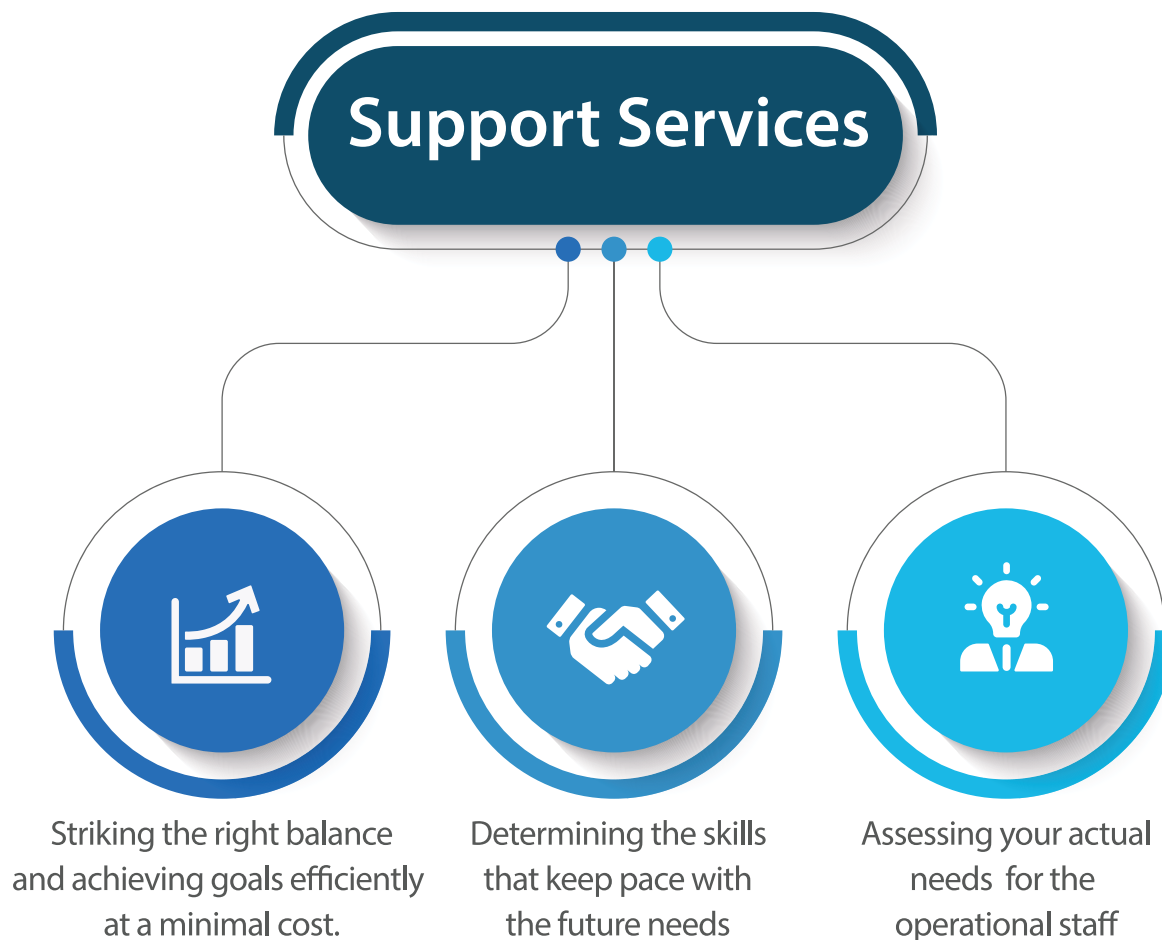 Support Services
Striking the right balance
and achieving goals efficiently
at a minimal cost.
Determining the skills
that keep pace with
the future needs
Assessing your actual
needs for the
operational staff